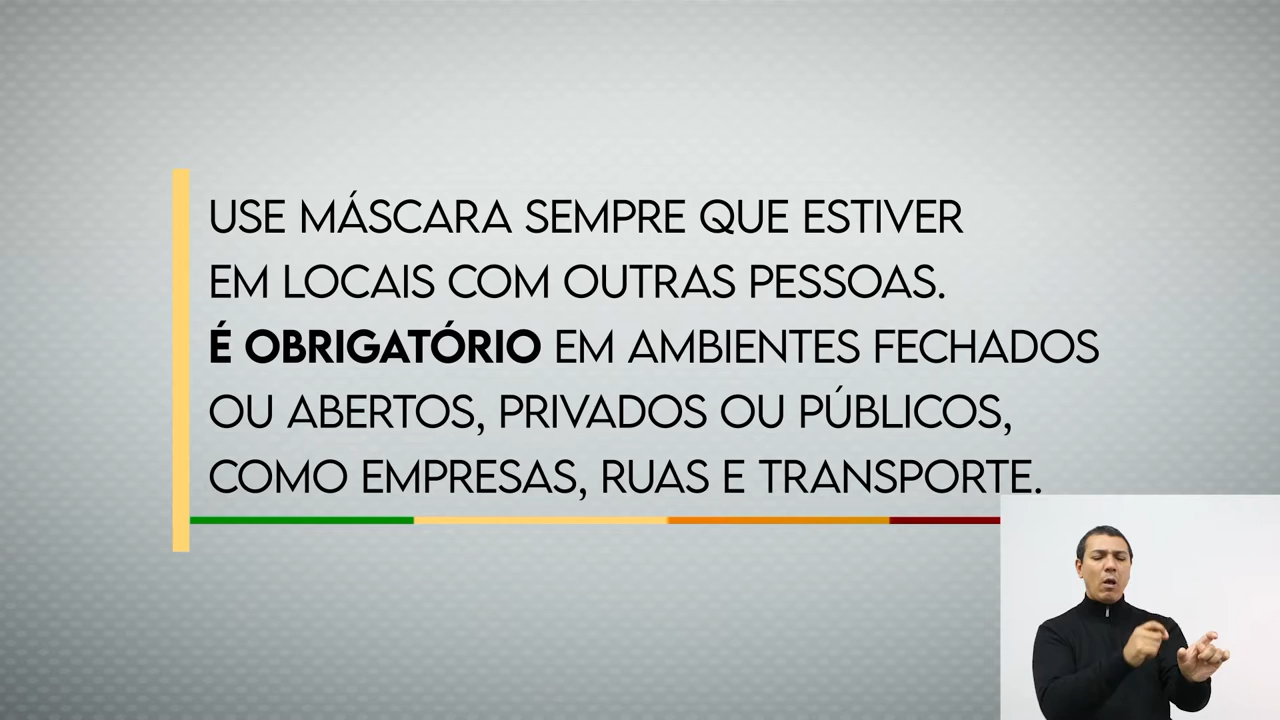 USE MÁSCARA SEMPRE QUE ESTIVER
EM LOCAIS COM OUTRAS PESSOAS.
É OBRIGATÓRIO EM AMBIENTES FECHADOS
OU ABERTOS, PRIVADOS OU PÚBLICOS,
COMO EMPRESAS, RUAS E TRANSPORTE.